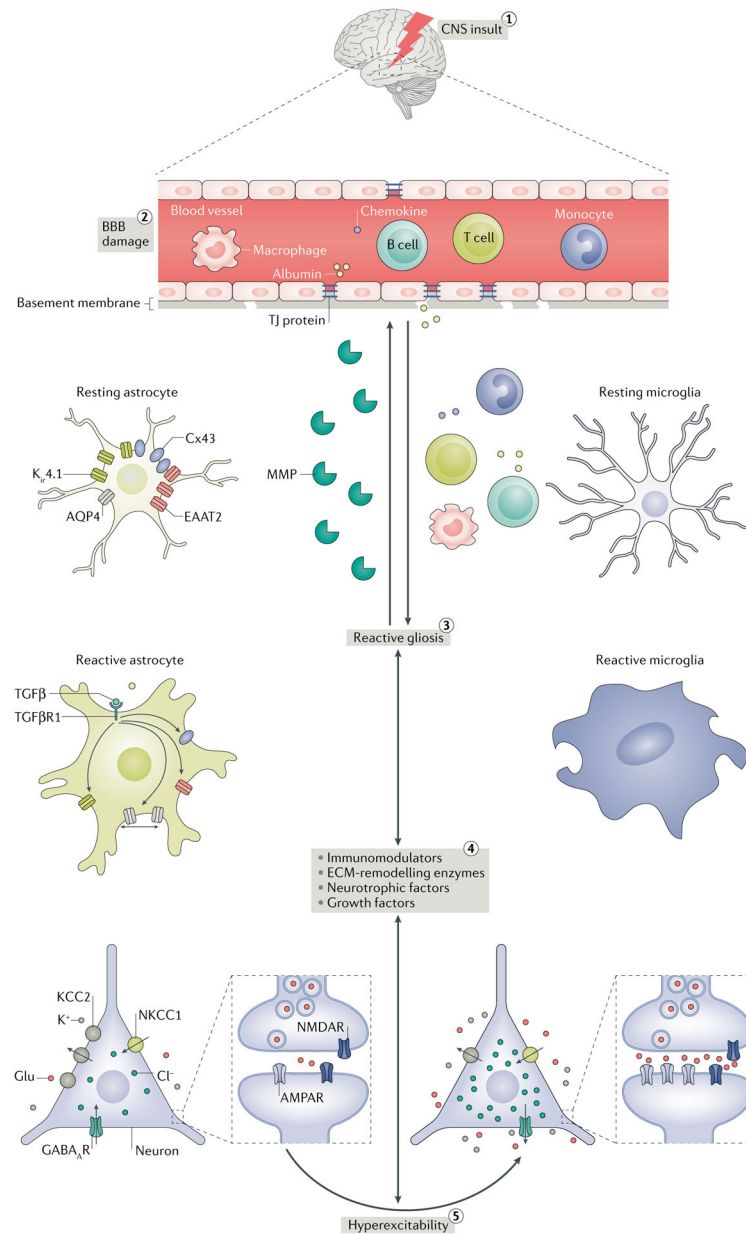 CNS insult
1
2
BBB
damage
Blood vessel
Macrophage
Chemokine
B cell
T cell
Monocyte
Albumin
Basement membrane
TJ protein
Resting astrocyte
Cx43
Kir4.1
AQP4
EAAT2
MMP
Resting microglia
3
Reactive gliosis
Reactive astrocyte
TGFβ
TGFβR1
Reactive microglia
4
• Immunomodulators
• ECM-remodelling enzymes
• Neurotrophic factors
• Growth factors
KCC2
K+
NKCC1
Glu
Cl–
GABAAR
Neuron
NMDAR
AMPAR
Hyperexcitability
5